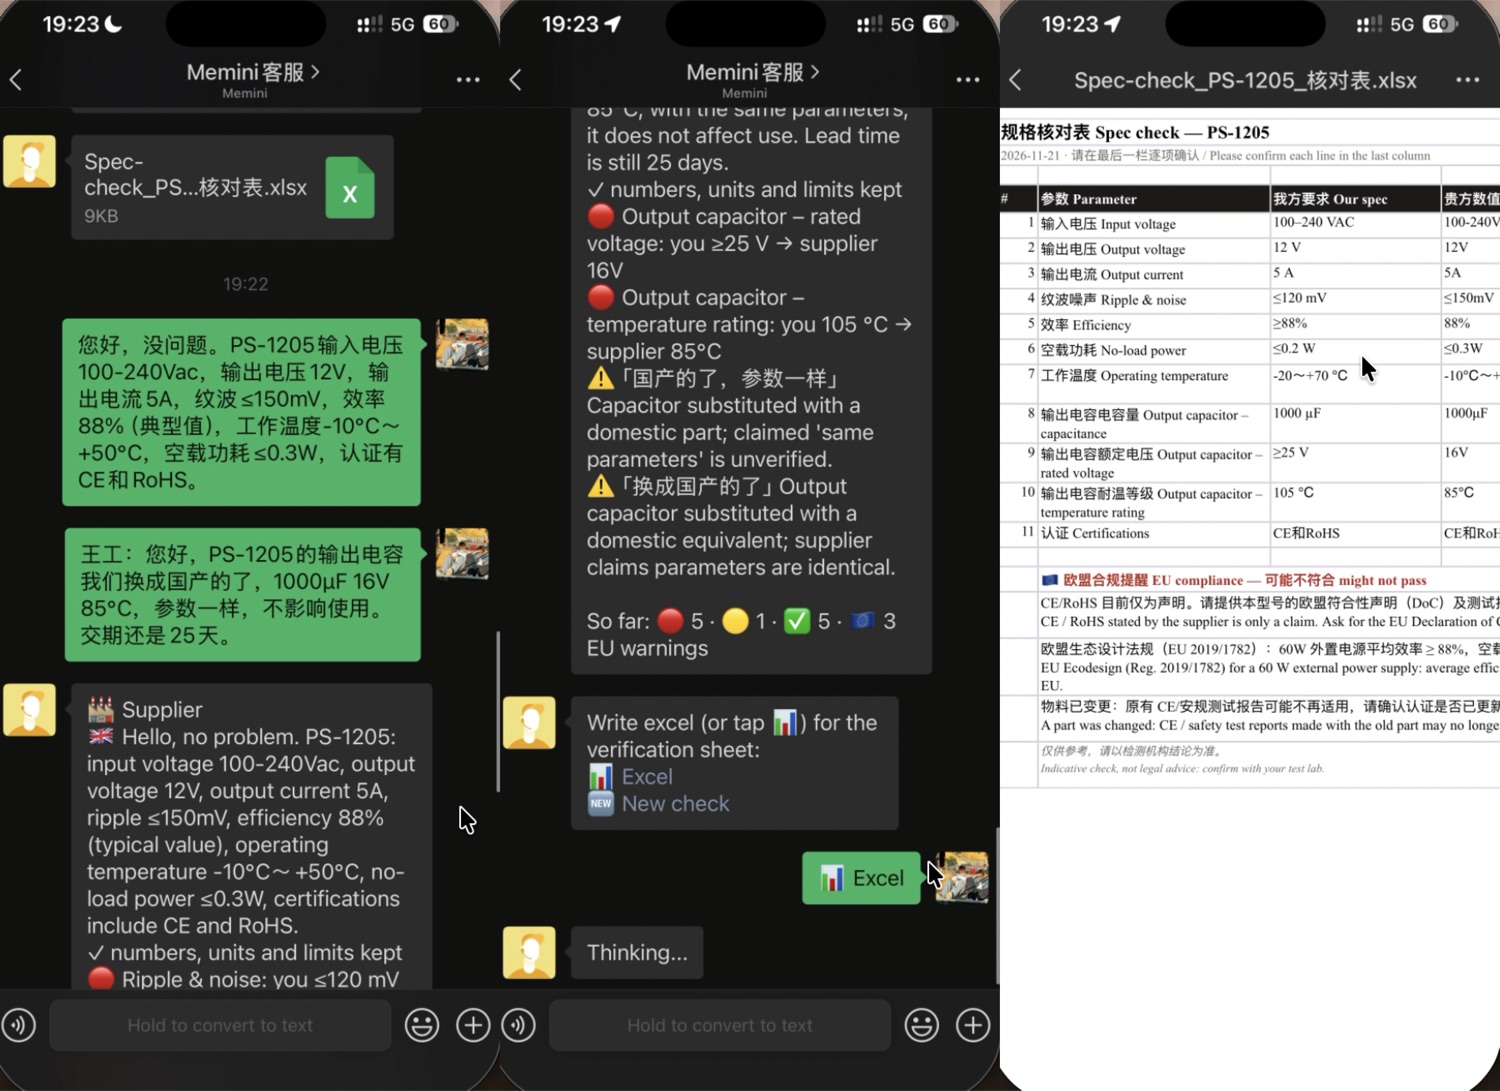 19:23
5G 60
Memini客服
Memini
Spec-
check_PS...核对表.xlsx
9KB
X
19:22
您好，没问题。PS-1205输入电压
100-240Vac，输出电压12V，输
出电流5A，纹波≤150mV，效率
88% (典型值)，工作温度-10°C～
+50°C，空载功耗≤0.3W，认证有
CE和RoHS。
王工：您好，PS-1205的输出电容
我们换成国产的了，1000μF 16V
85°C，参数一样，不影响使用。
交期还是25天。
🏭 Supplier
🇬🇧 Hello, no problem. PS-1205:
input voltage 100-240Vac, output
voltage 12V, output current 5A,
ripple ≤150mV, efficiency 88%
(typical value), operating
temperature -10°C～ +50°C, no-
load power ≤0.3W, certifications
include CE and RoHS.
✓ numbers, units and limits kept
🔴 Ripple & noise: you ≤120 mV
Hold to convert to text
19:23
5G 60
Memini客服
Memini
85°C, with the same parameters,
it does not affect use. Lead time
is still 25 days.
✓ numbers, units and limits kept
🔴 Output capacitor – rated
voltage: you ≥25 V → supplier
16V
🔴 Output capacitor –
temperature rating: you 105 °C →
supplier 85°C
⚠️「国产的了，参数一样」
Capacitor substituted with a
domestic part; claimed 'same
parameters' is unverified.
⚠️「换成国产的了」Output
capacitor substituted with a
domestic equivalent; supplier
claims parameters are identical.
So far: 🔴 5 · 🟡 1 · ✅ 5 · 🇪🇺 3
EU warnings
Write excel (or tap 📊) for the
verification sheet:
📊 Excel
🆕 New check
📊 Excel
Thinking...
Hold to convert to text
19:23
5G 60
Spec-check_PS-1205_核对表.xlsx
规格核对表 Spec check — PS-1205
2026-11-21 · 请在最后一栏逐项确认 / Please confirm each line in the last column
# 参数 Parameter 我方要求 Our spec 贵方数值
1 输入电压 Input voltage 100–240 VAC 100-240V
2 输出电压 Output voltage 12 V 12V
3 输出电流 Output current 5 A 5A
4 纹波噪声 Ripple & noise ≤120 mV ≤150mV
5 效率 Efficiency ≥88% 88%
6 空载功耗 No-load power ≤0.2 W ≤0.3W
7 工作温度 Operating temperature -20～+70 °C -10°C～+
8 输出电容电容量 Output capacitor – 1000 μF 1000μF
capacitance
9 输出电容额定电压 Output capacitor – ≥25 V 16V
rated voltage
10 输出电容耐温等级 Output capacitor – 105 °C 85°C
temperature rating
11 认证 Certifications CE和RoHS CE和RoH
🇪🇺 欧盟合规提醒 EU compliance — 可能不符合 might not pass
CE/RoHS 目前仅为声明。请提供本型号的欧盟符合性声明（DoC）及测试
CE / RoHS stated by the supplier is only a claim. Ask for the EU Declaration of
欧盟生态设计法规（EU 2019/1782）：60W 外置电源平均效率 ≥ 88%，空载
EU Ecodesign (Reg. 2019/1782) for a 60 W external power supply: average effic
EU.
物料已变更：原有 CE/安规测试报告可能不再适用，请确认认证是否已更新
A part was changed: CE / safety test reports made with the old part may no longe
仅供参考，请以检测机构结论为准。
Indicative check, not legal advice: confirm with your test lab.